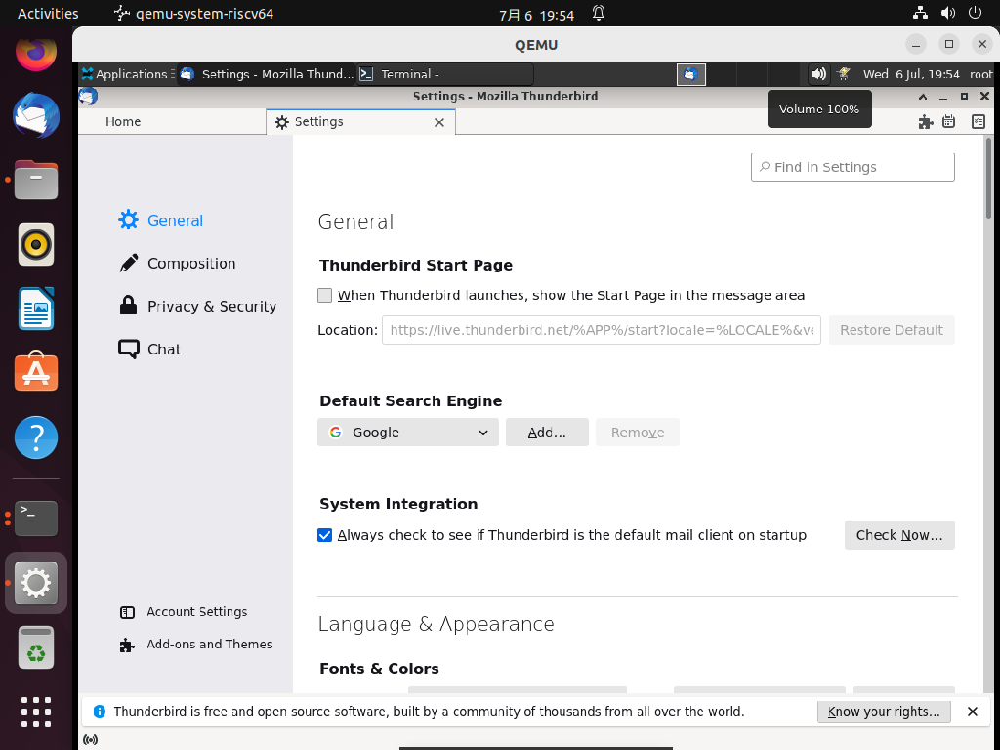 Activities
qemu-system-riscv64
7月 6 19:54
QEMU
Applications
Settings - Mozilla Thund...
Terminal -
Wed 6 Jul, 19:54
root
Settings - Mozilla Thunderbird
Volume 100%
Home
Settings
Find in Settings
General
Composition
Privacy & Security
Chat
General
Thunderbird Start Page
When Thunderbird launches, show the Start Page in the message area
Location:
https://live.thunderbird.net/%APP%/start?locale=%LOCALE%&ve
Restore Default
Default Search Engine
Google
Add...
Remove
System Integration
Always check to see if Thunderbird is the default mail client on startup
Check Now...
Language & Appearance
Fonts & Colors
Account Settings
Add-ons and Themes
Thunderbird is free and open source software, built by a community of thousands from all over the world.
Know your rights...